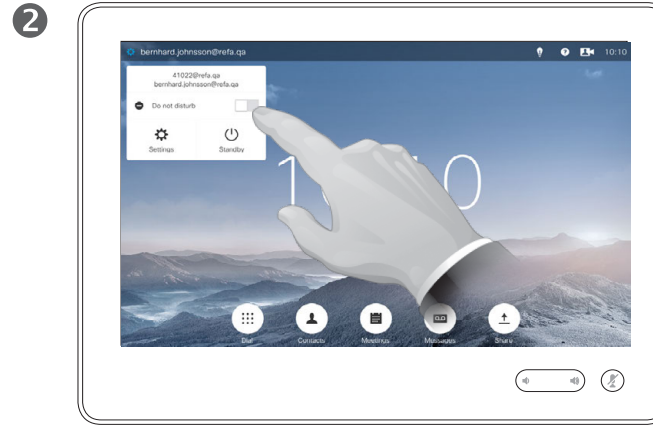 2
bernhard.johnsson@refa.qa 10:10
41022@refa.qa
bernhard.johnsson@refa.qa
Do not disturb
Settings Standby
Dial Contacts Meetings Messages Share